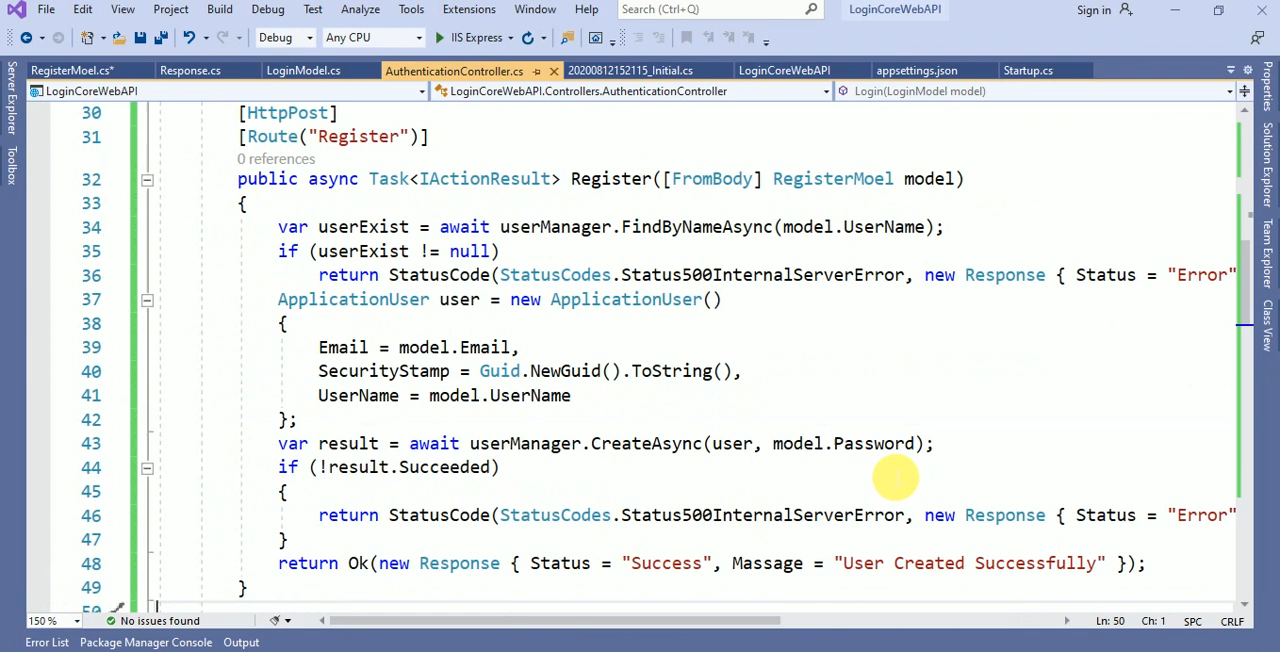 File Edit View Project Build Debug Test Analyze Tools Extensions Window Help Search (Ctrl+Q) LoginCoreWebAPI Sign in
Debug Any CPU IIS Express
RegisterMoel.cs* Response.cs LoginModel.cs AuthenticationController.cs 20200812152115_Initial.cs LoginCoreWebAPI appsettings.json Startup.cs
LoginCoreWebAPI LoginCoreWebAPI.Controllers.AuthenticationController Login(LoginModel model)
Server Explorer
Toolbox
30 [HttpPost]
31 [Route("Register")]
0 references
32 public async Task<IActionResult> Register([FromBody] RegisterMoel model)
33 {
34 var userExist = await userManager.FindByNameAsync(model.UserName);
35 if (userExist != null)
36 return StatusCode(StatusCodes.Status500InternalServerError, new Response { Status = "Error"
37 ApplicationUser user = new ApplicationUser()
38 {
39 Email = model.Email,
40 SecurityStamp = Guid.NewGuid().ToString(),
41 UserName = model.UserName
42 };
43 var result = await userManager.CreateAsync(user, model.Password);
44 if (!result.Succeeded)
45 {
46 return StatusCode(StatusCodes.Status500InternalServerError, new Response { Status = "Error"
47 }
48 return Ok(new Response { Status = "Success", Massage = "User Created Successfully" });
49 }
50
Properties
Solution Explorer
Team Explorer
Class View
150 % No issues found Ln: 50 Ch: 1 SPC CRLF
Error List Package Manager Console Output